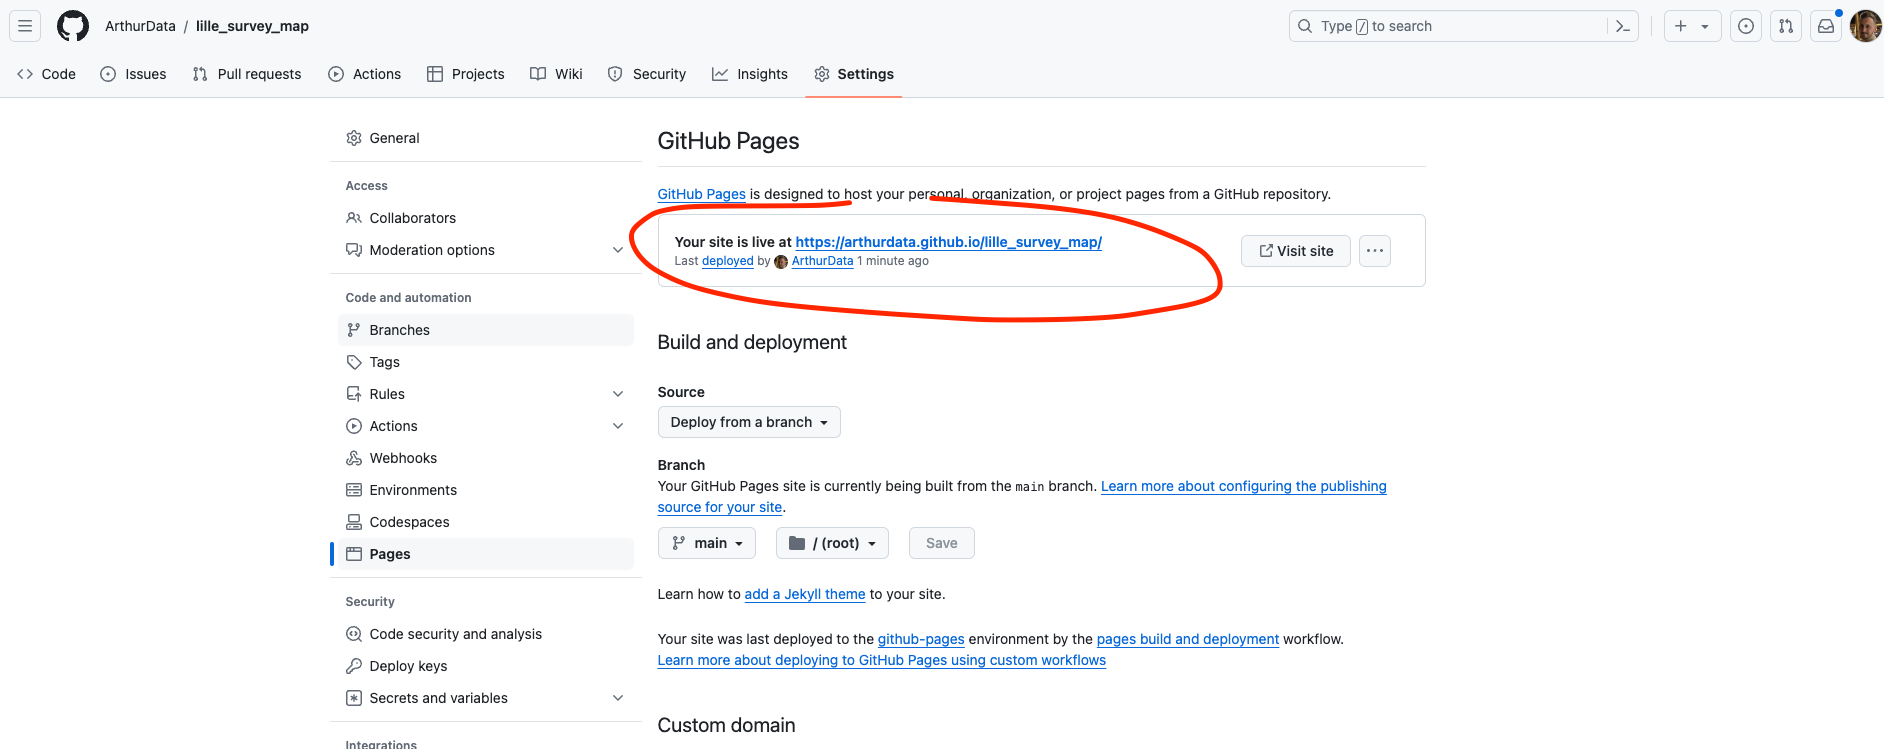 ArthurData / lille_survey_map
Type / to search
Code Issues Pull requests Actions Projects Wiki Security Insights Settings
General
Access
Collaborators
Moderation options
Code and automation
Branches
Tags
Rules
Actions
Webhooks
Environments
Codespaces
Pages
Security
Code security and analysis
Deploy keys
Secrets and variables
Integrations
GitHub Pages
GitHub Pages is designed to host your personal, organization, or project pages from a GitHub repository.
Your site is live at https://arthurdata.github.io/lille_survey_map/
Last deployed by ArthurData 1 minute ago
Visit site
Build and deployment
Source
Deploy from a branch
Branch
Your GitHub Pages site is currently being built from the main branch. Learn more about configuring the publishing
source for your site.
main / (root) Save
Learn how to add a Jekyll theme to your site.
Your site was last deployed to the github-pages environment by the pages build and deployment workflow.
Learn more about deploying to GitHub Pages using custom workflows
Custom domain